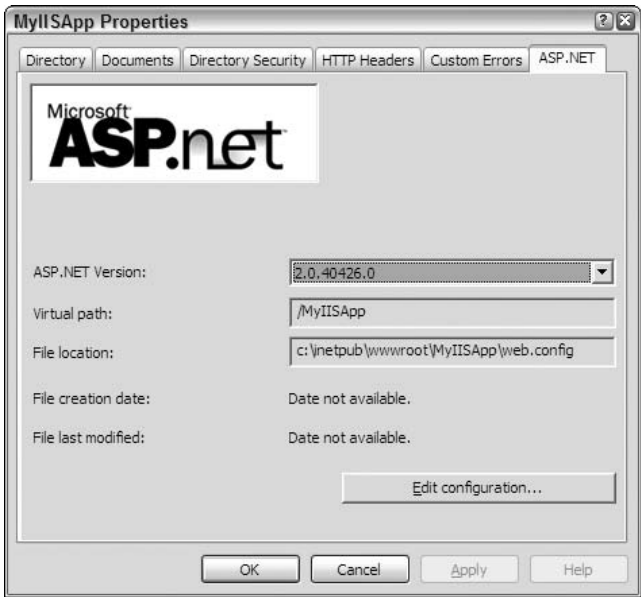 MyIISApp Properties
Directory Documents Directory Security HTTP Headers Custom Errors ASP.NET
Microsoft
ASP.net
ASP.NET Version: 2.0.40426.0
Virtual path: /MyIISApp
File location: c:\inetpub\wwwroot\MyIISApp\web.config
File creation date: Date not available.
File last modified: Date not available.
Edit configuration...
OK Cancel Apply Help